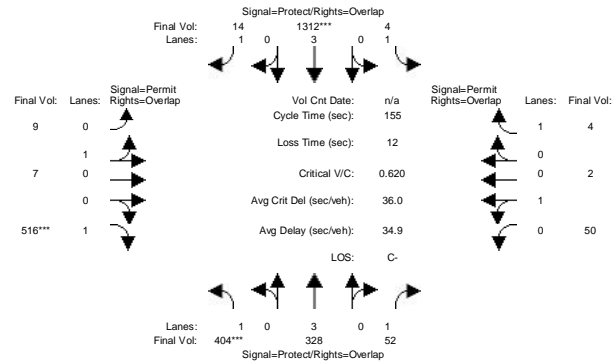 Signal=Protect/Rights=Overlap
Final Vol: 14 1312*** 4
Lanes: 1 0 3 0 1
Signal=Permit
Final Vol: Lanes: Rights=Overlap
Vol Cnt Date: n/a
Signal=Permit
Rights=Overlap Lanes: Final Vol:
Cycle Time (sec): 155
9 0
1 4
Loss Time (sec): 12
1
0
7 0
Critical V/C: 0.620
0 2
0
Avg Crit Del (sec/veh): 36.0
1
516*** 1
Avg Delay (sec/veh): 34.9
0 50
LOS: C-
Lanes: 1 0 3 0 1
Final Vol: 404*** 328 52
Signal=Protect/Rights=Overlap